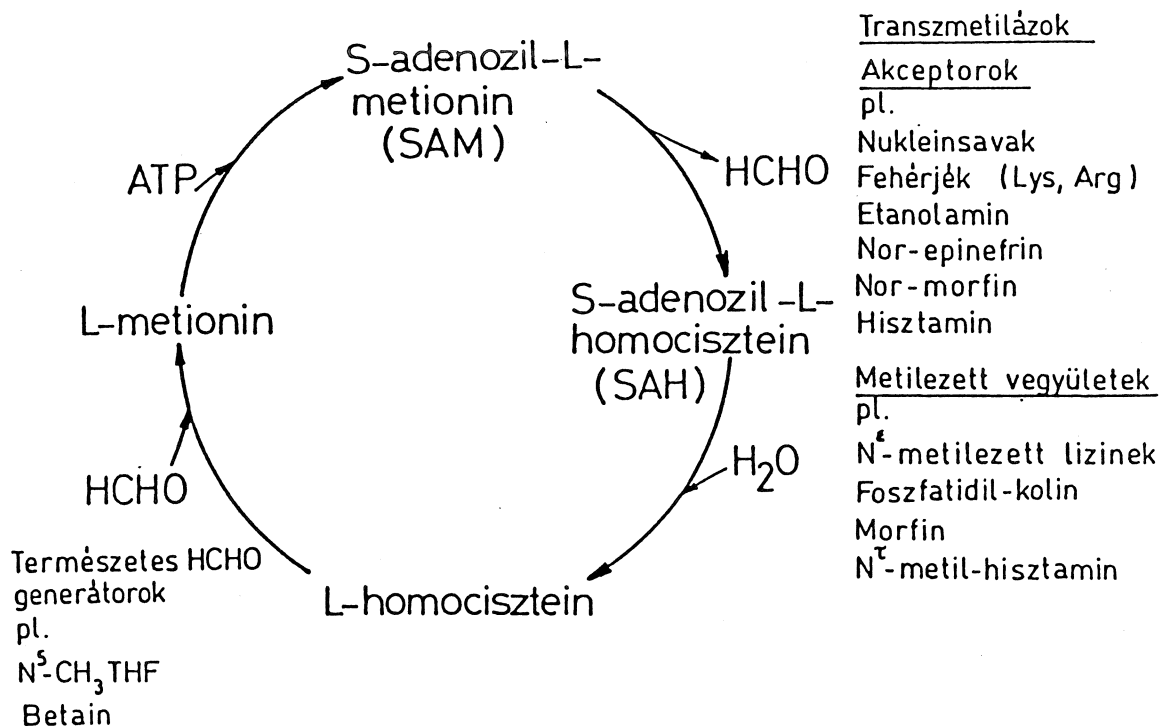 S-adenozil-L-
metionin
(SAM)
ATP
HCHO
L-metionin
S-adenozil-L-
homocisztein
(SAH)
HCHO
H₂O
L-homocisztein
Természetes HCHO
generátorok
pl.
N⁵-CH₃THF
Betain
Transzmetilázok
Akceptorok
pl.
Nukleinsavak
Fehérjék (Lys, Arg)
Etanolamin
Nor-epinefrin
Nor-morfin
Hisztamin
Metilezett vegyületek
pl.
N^ε-metilezett lizinek
Foszfatidil-kolin
Morfin
N^τ-metil-hisztamin